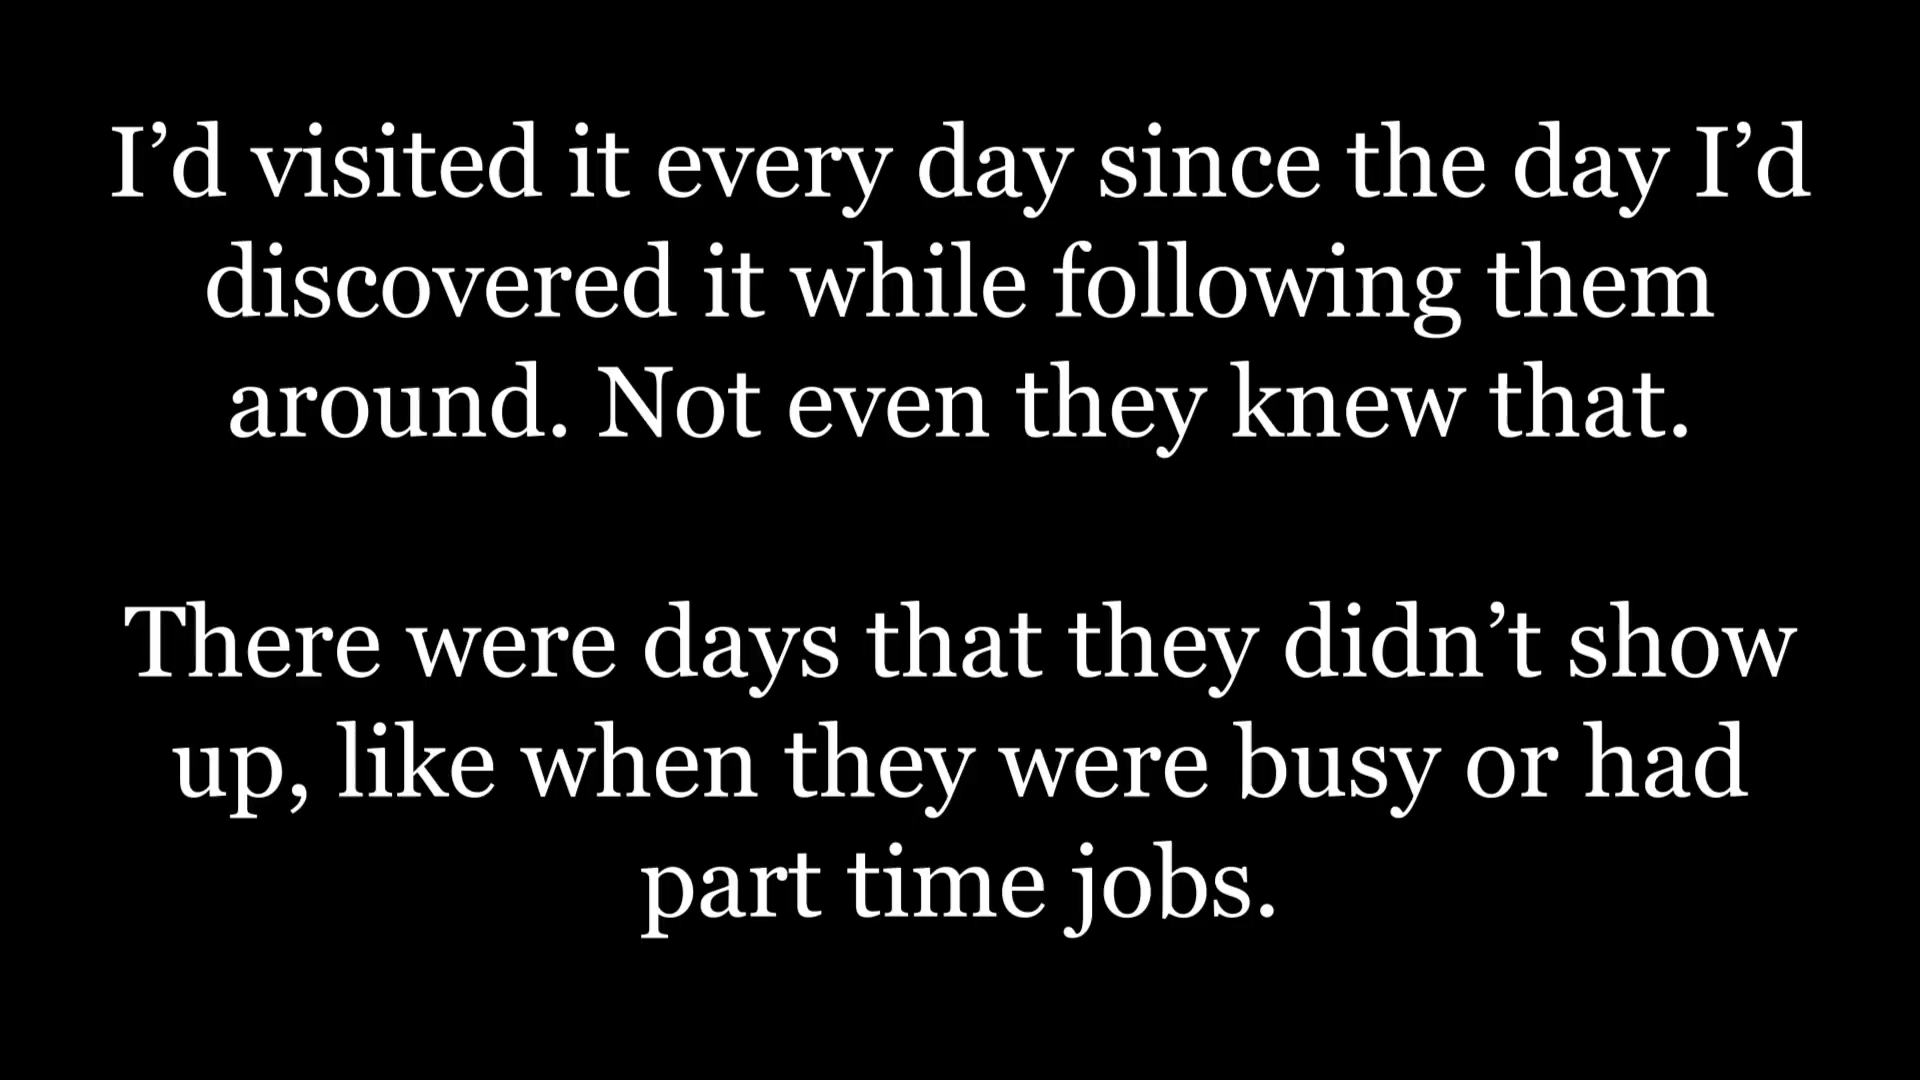 I’d visited it every day since the day I’d
discovered it while following them
around. Not even they knew that.
There were days that they didn’t show
up, like when they were busy or had
part time jobs.